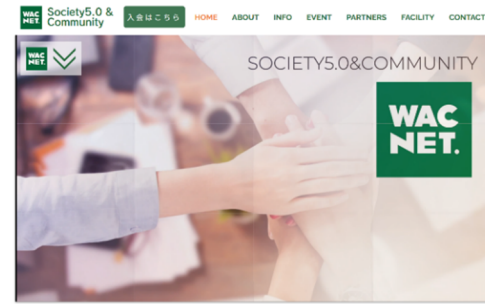 WAC NET.
Society5.0 & Community
入会はこちら
HOME ABOUT INFO EVENT PARTNERS FACILITY CONTACT
WAC NET.
SOCIETY5.0&COMMUNITY
WAC
NET.